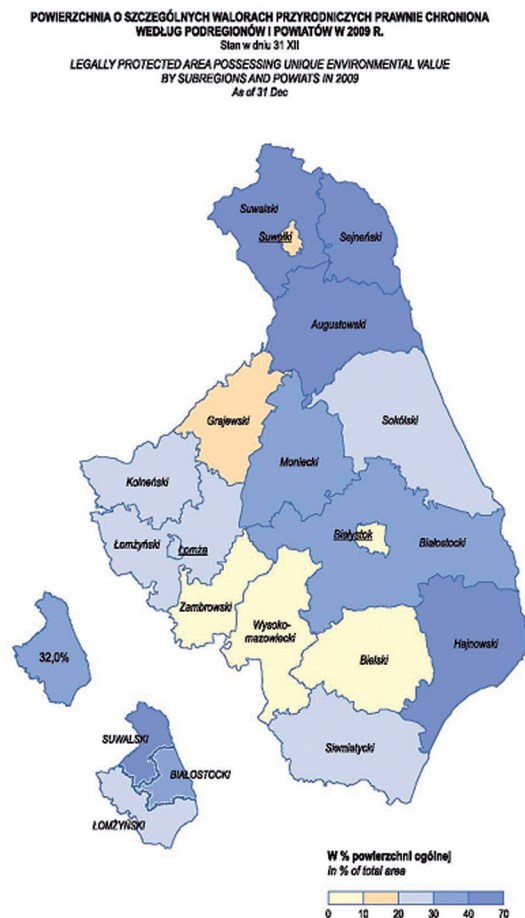 POWIERZCHNIA O SZCZEGÓLNYCH WALORACH PRZYRODNICZYCH PRAWNIE CHRONIONA
WEDŁUG PODREGIONÓW I POWIATÓW W 2009 R.
Stan w dniu 31 XII
LEGALLY PROTECTED AREA POSSESSING UNIQUE ENVIRONMENTAL VALUE
BY SUBREGIONS AND POWIATS IN 2009
As of 31 Dec
Suwalski
Suwałki
Sejneński
Augustowski
Grajewski
Sokólski
Moniecki
Kolneński
Łomżyński
Łomża
Białystok
Białostocki
Zambrowski
Wysoko-
mazowiecki
Bielski
Hajnowski
32,0%
Siemiatycki
SUWALSKI
BIAŁOSTOCKI
ŁOMŻYŃSKI
W % powierzchni ogólnej
in % of total area
0 10 20 30 40 70